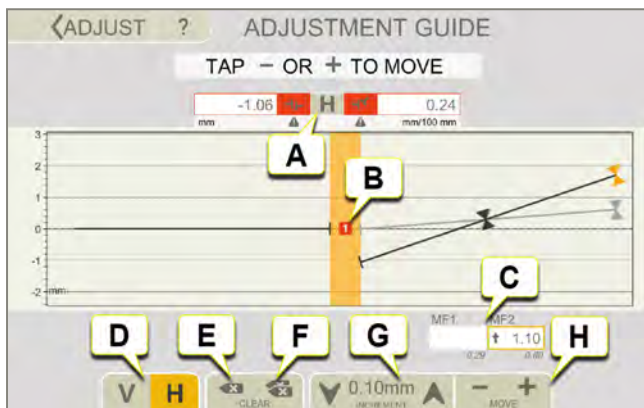 ADJUST ? ADJUSTMENT GUIDE
TAP - OR + TO MOVE
-1.06 H 0.24
mm mm/100 mm
A
3
2
1
0
-1
-2
mm
1
B
C
MF1 MF2
1.10
0.29 0.60
D E F G H
V H 0.10mm - +
CLEAR INCREMENT MOVE